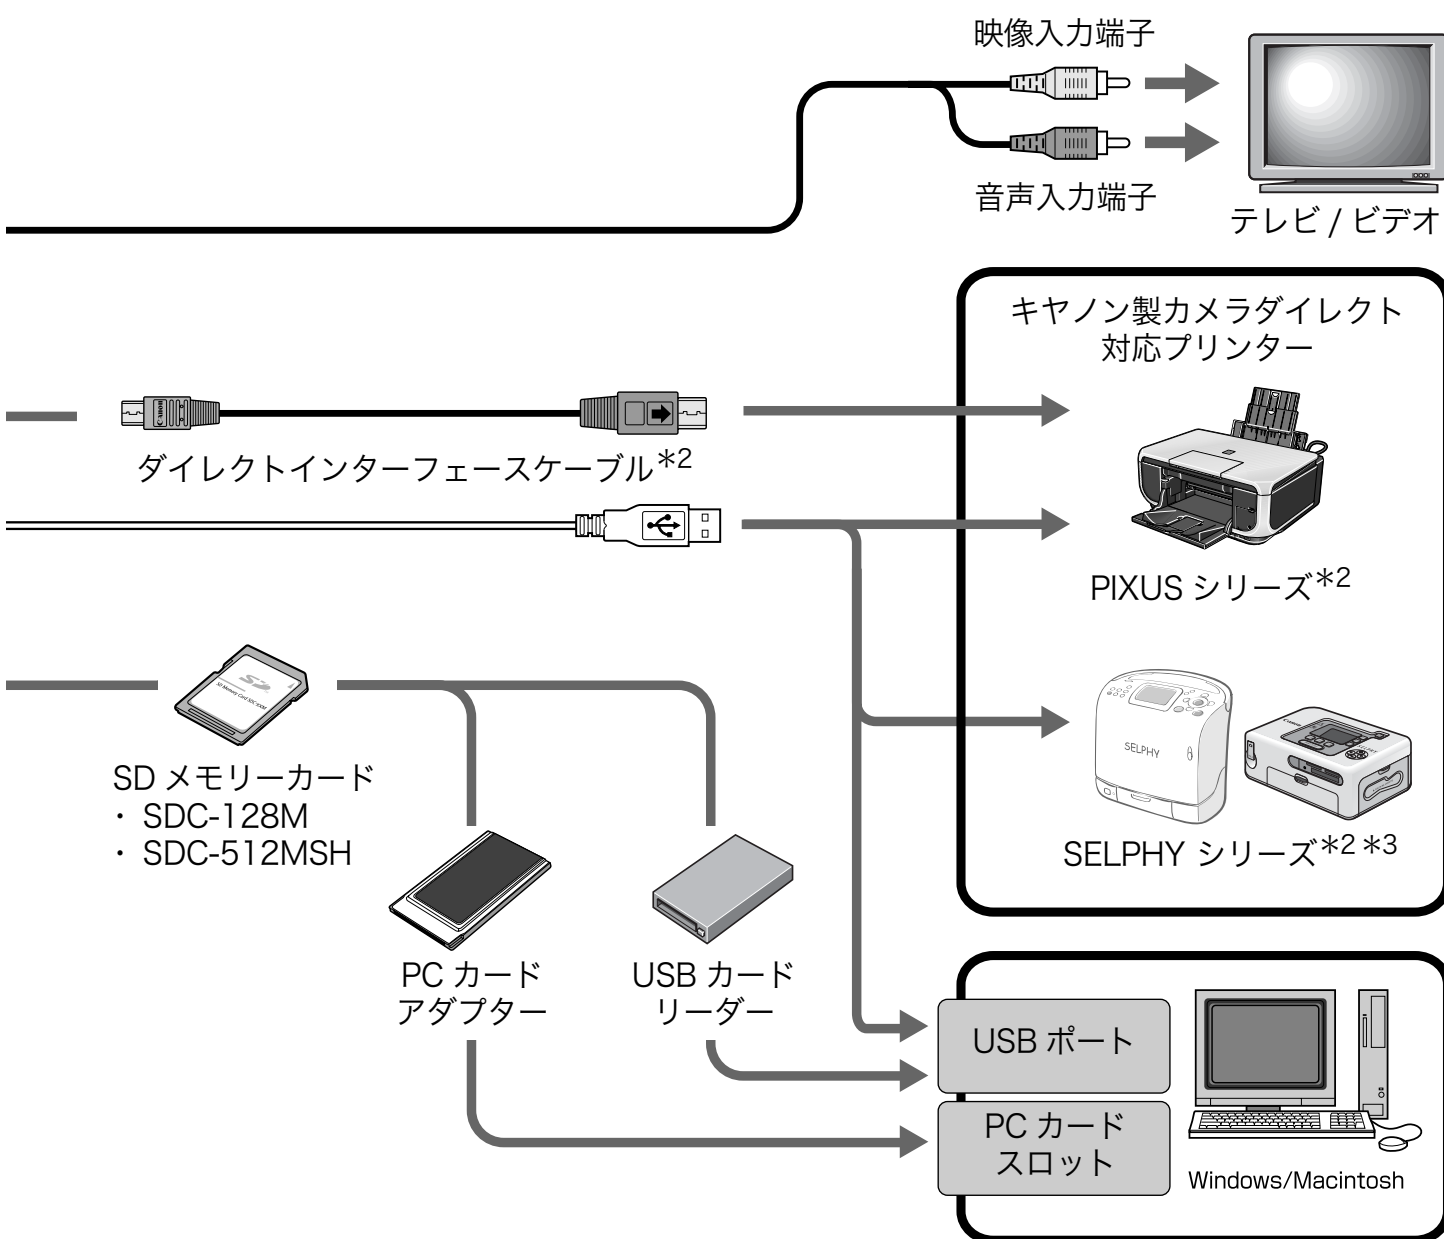 映像入力端子
音声入力端子
テレビ / ビデオ
キヤノン製カメラダイレクト
対応プリンター
Canon
ダイレクトインターフェースケーブル*2
PIXUS シリーズ*2
SD メモリーカード
・ SDC-128M
・ SDC-512MSH
SELPHY
Canon
SELPHY シリーズ*2 *3
PC カード
アダプター
USB カード
リーダー
USB ポート
PC カード
スロット
Windows/Macintosh